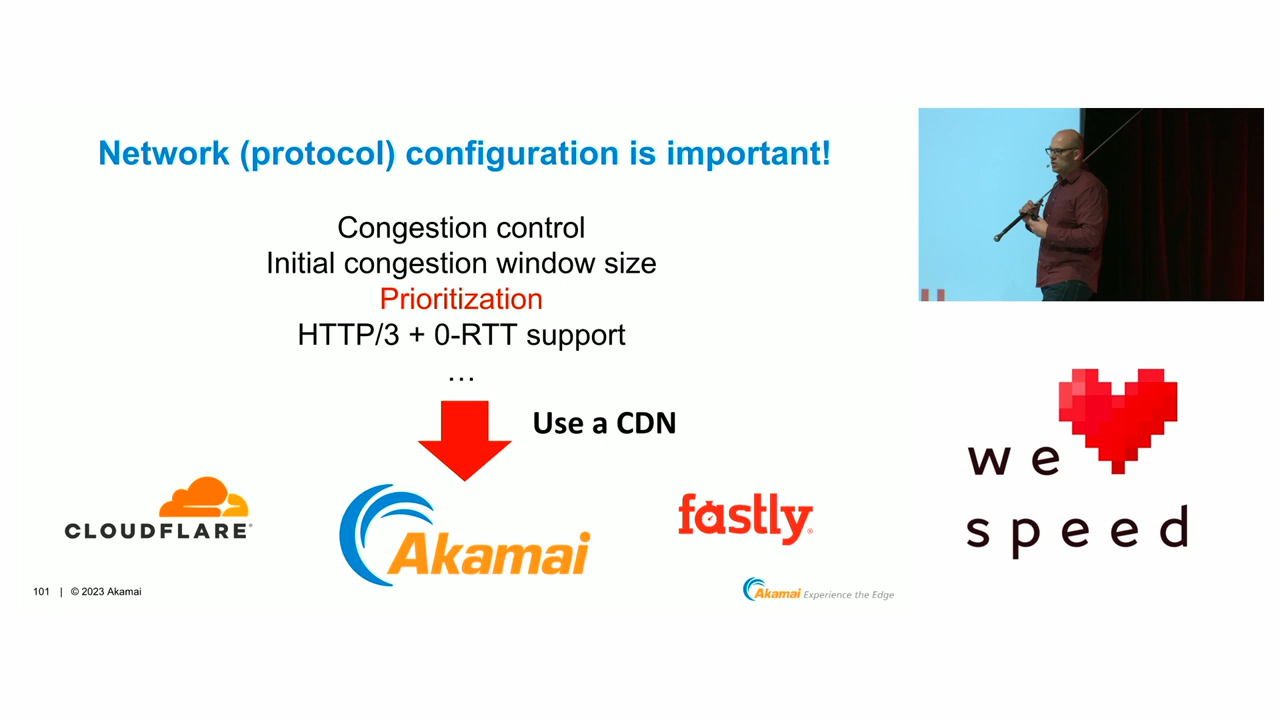 Network (protocol) configuration is important!
Congestion control
Initial congestion window size
Prioritization
HTTP/3 + 0-RTT support
…
Use a CDN
CLOUDFLARE®
Akamai
fastly®
101 | © 2023 Akamai
Akamai Experience the Edge
we
speed